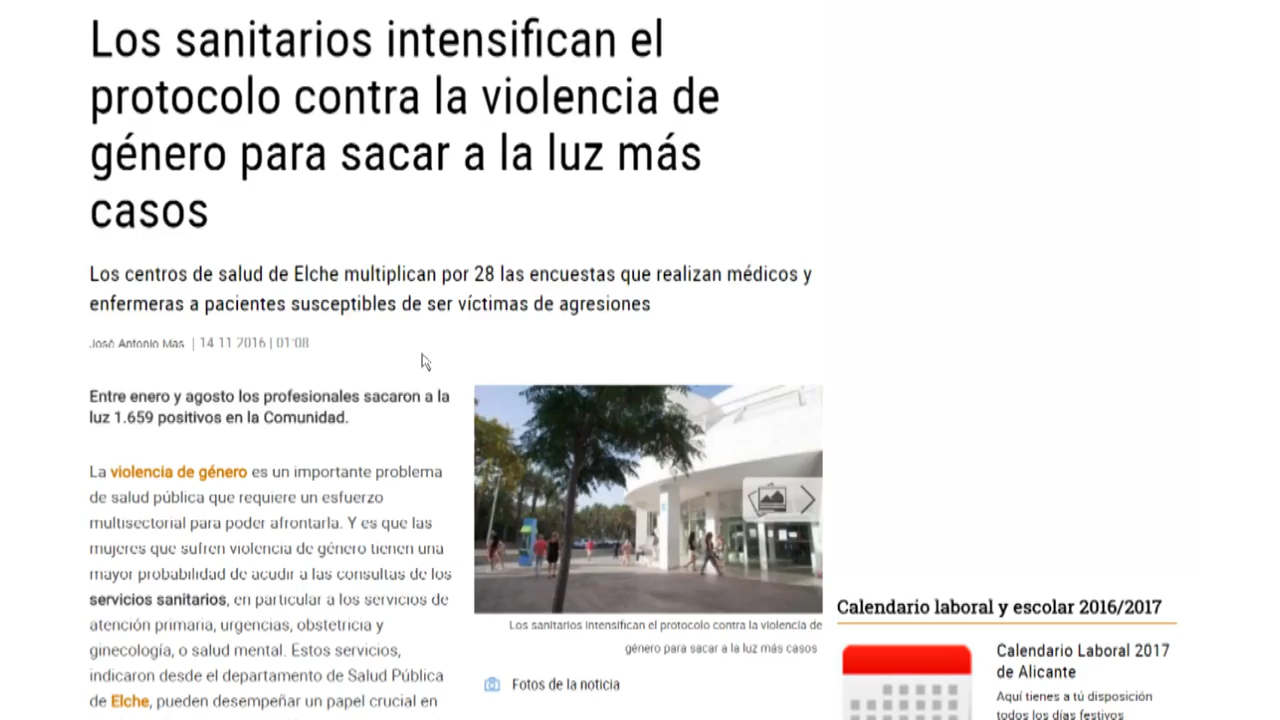 Los sanitarios intensifican el
protocolo contra la violencia de
género para sacar a la luz más
casos
Los centros de salud de Elche multiplican por 28 las encuestas que realizan médicos y
enfermeras a pacientes susceptibles de ser víctimas de agresiones
José Antonio Mas | 14 11 2016 | 01:08
Entre enero y agosto los profesionales sacaron a la
luz 1.659 positivos en la Comunidad.
La violencia de género es un importante problema
de salud pública que requiere un esfuerzo
multisectorial para poder afrontarla. Y es que las
mujeres que sufren violencia de género tienen una
mayor probabilidad de acudir a las consultas de los
servicios sanitarios, en particular a los servicios de
atención primaria, urgencias, obstetricia y
ginecología, o salud mental. Estos servicios,
indicaron desde el departamento de Salud Pública
de Elche, pueden desempeñar un papel crucial en
Los sanitarios intensifican el protocolo contra la violencia de
género para sacar a la luz más casos
Fotos de la noticia
Calendario laboral y escolar 2016/2017
Calendario Laboral 2017
de Alicante
Aquí tienes a tú disposición
todos los días festivos